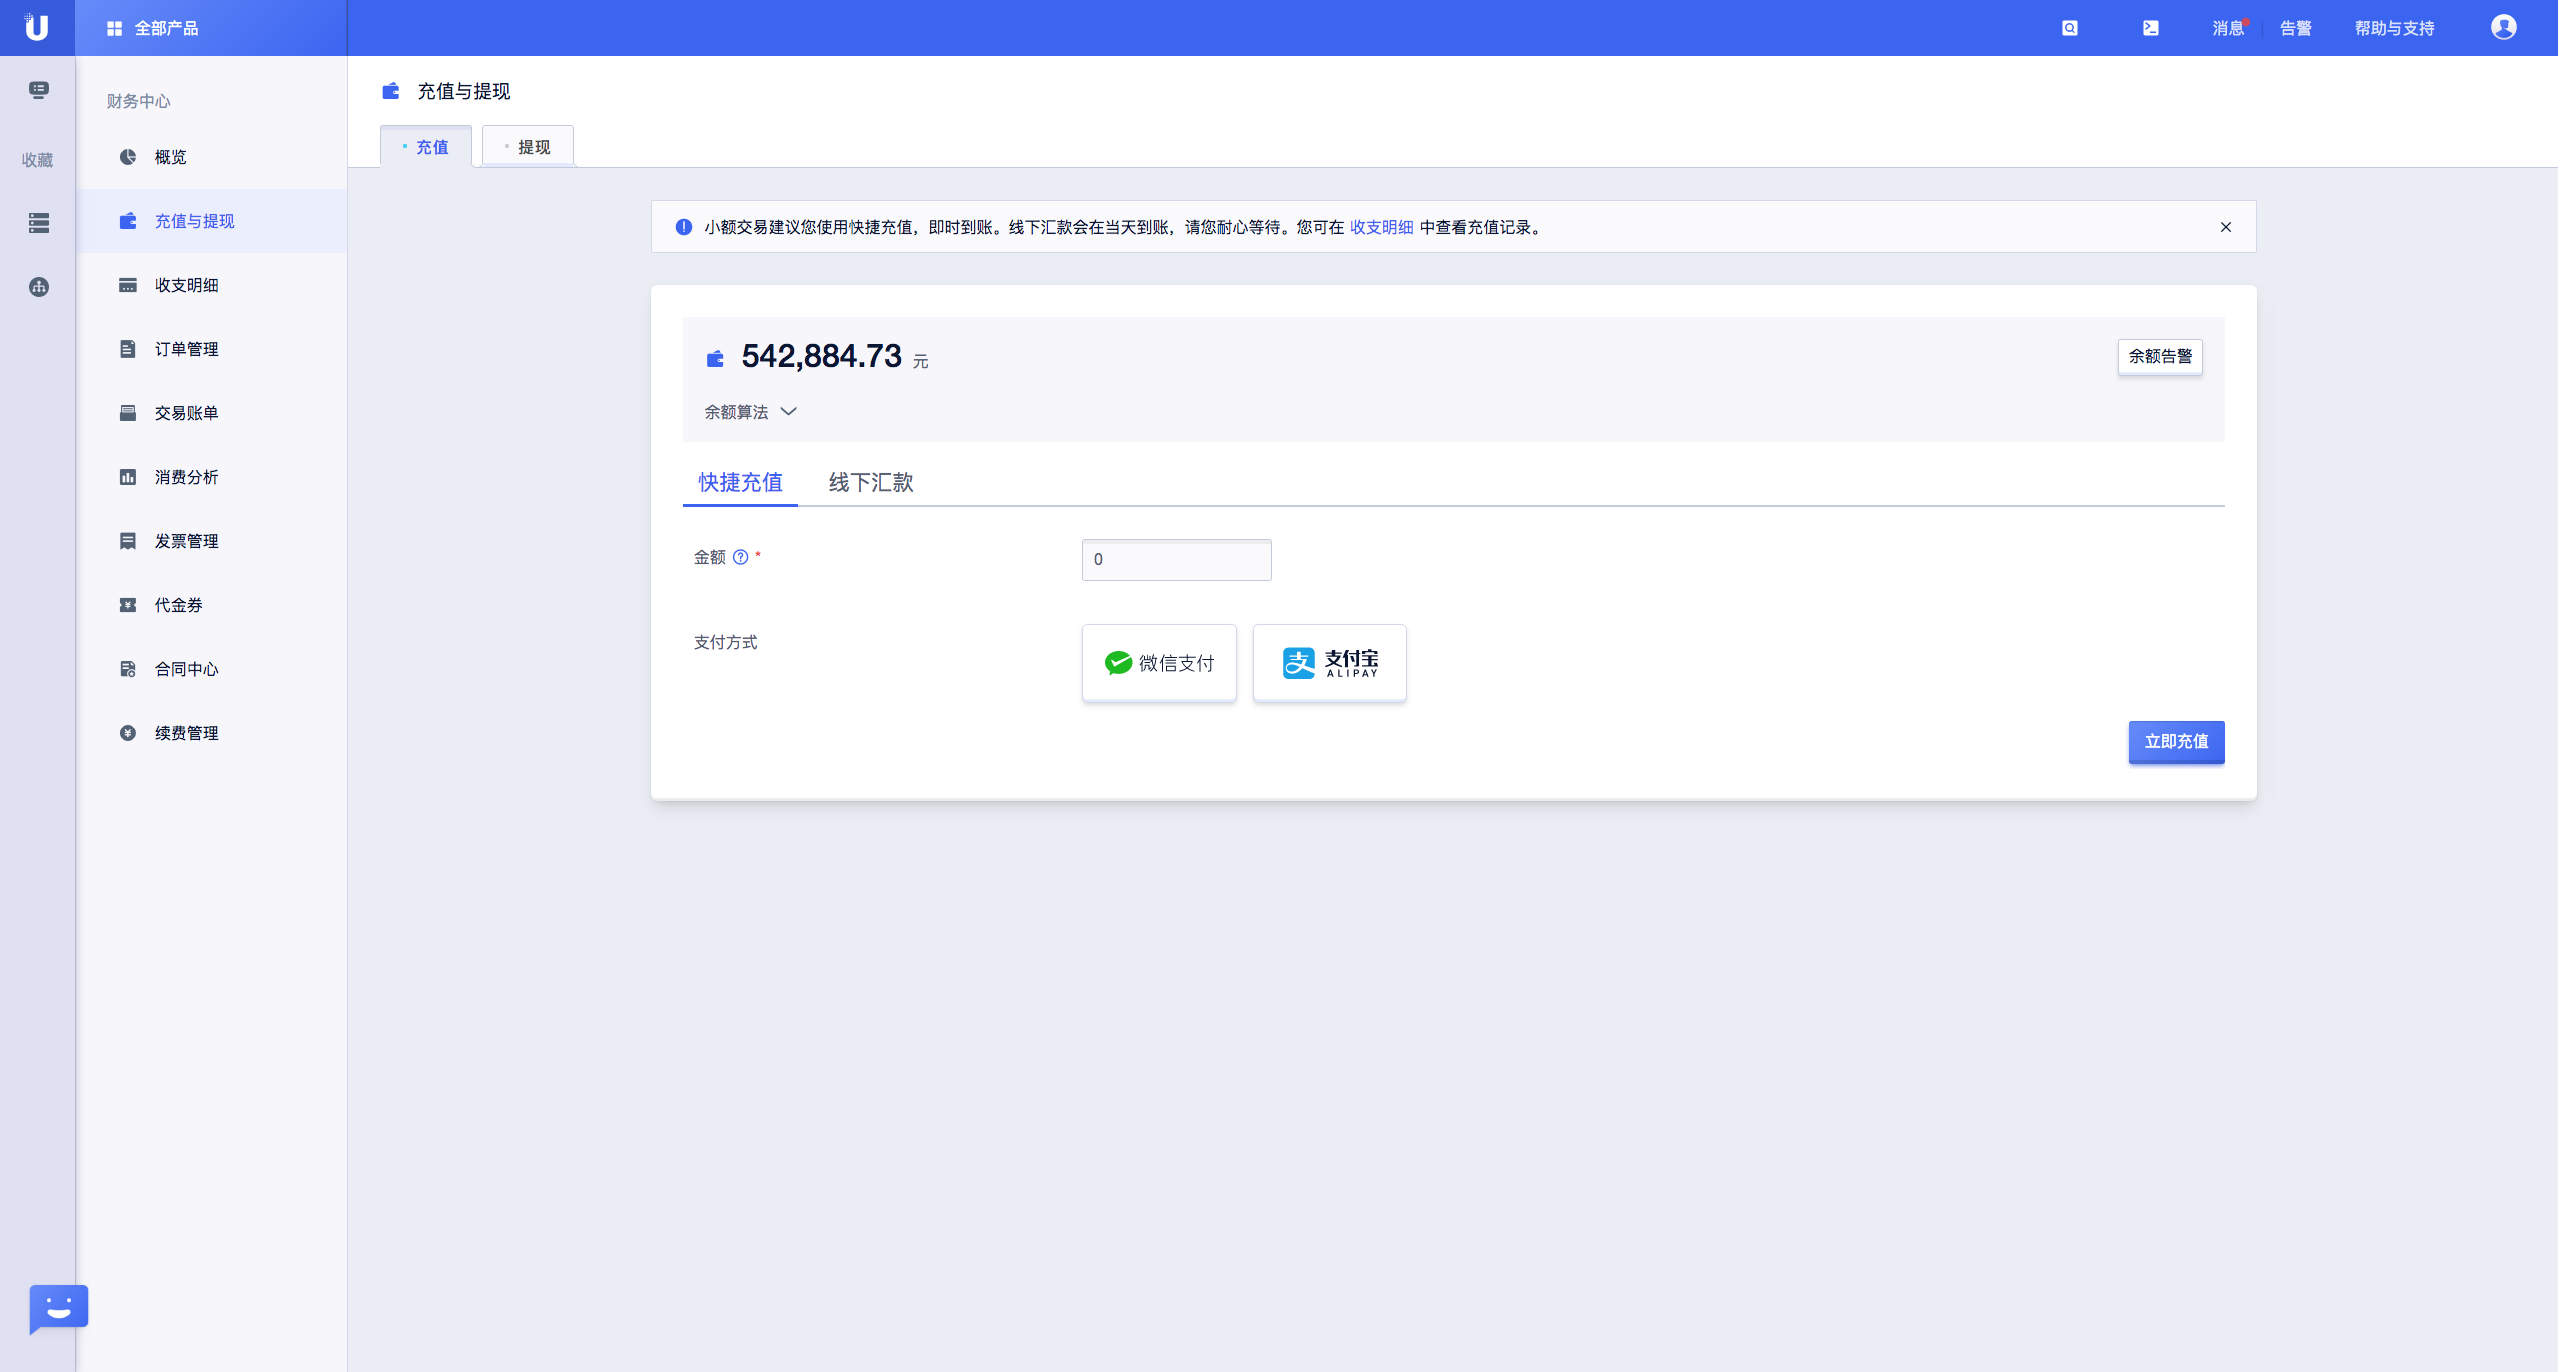 全部产品
消息
告警
帮助与支持
收藏
财务中心
概览
充值与提现
收支明细
订单管理
交易账单
消费分析
发票管理
代金券
合同中心
续费管理
充值与提现
充值
提现
小额交易建议您使用快捷充值，即时到账。线下汇款会在当天到账，请您耐心等待。您可在 收支明细 中查看充值记录。
542,884.73 元
余额告警
余额算法
快捷充值
线下汇款
金额 *
0
支付方式
微信支付
支付宝
ALIPAY
立即充值